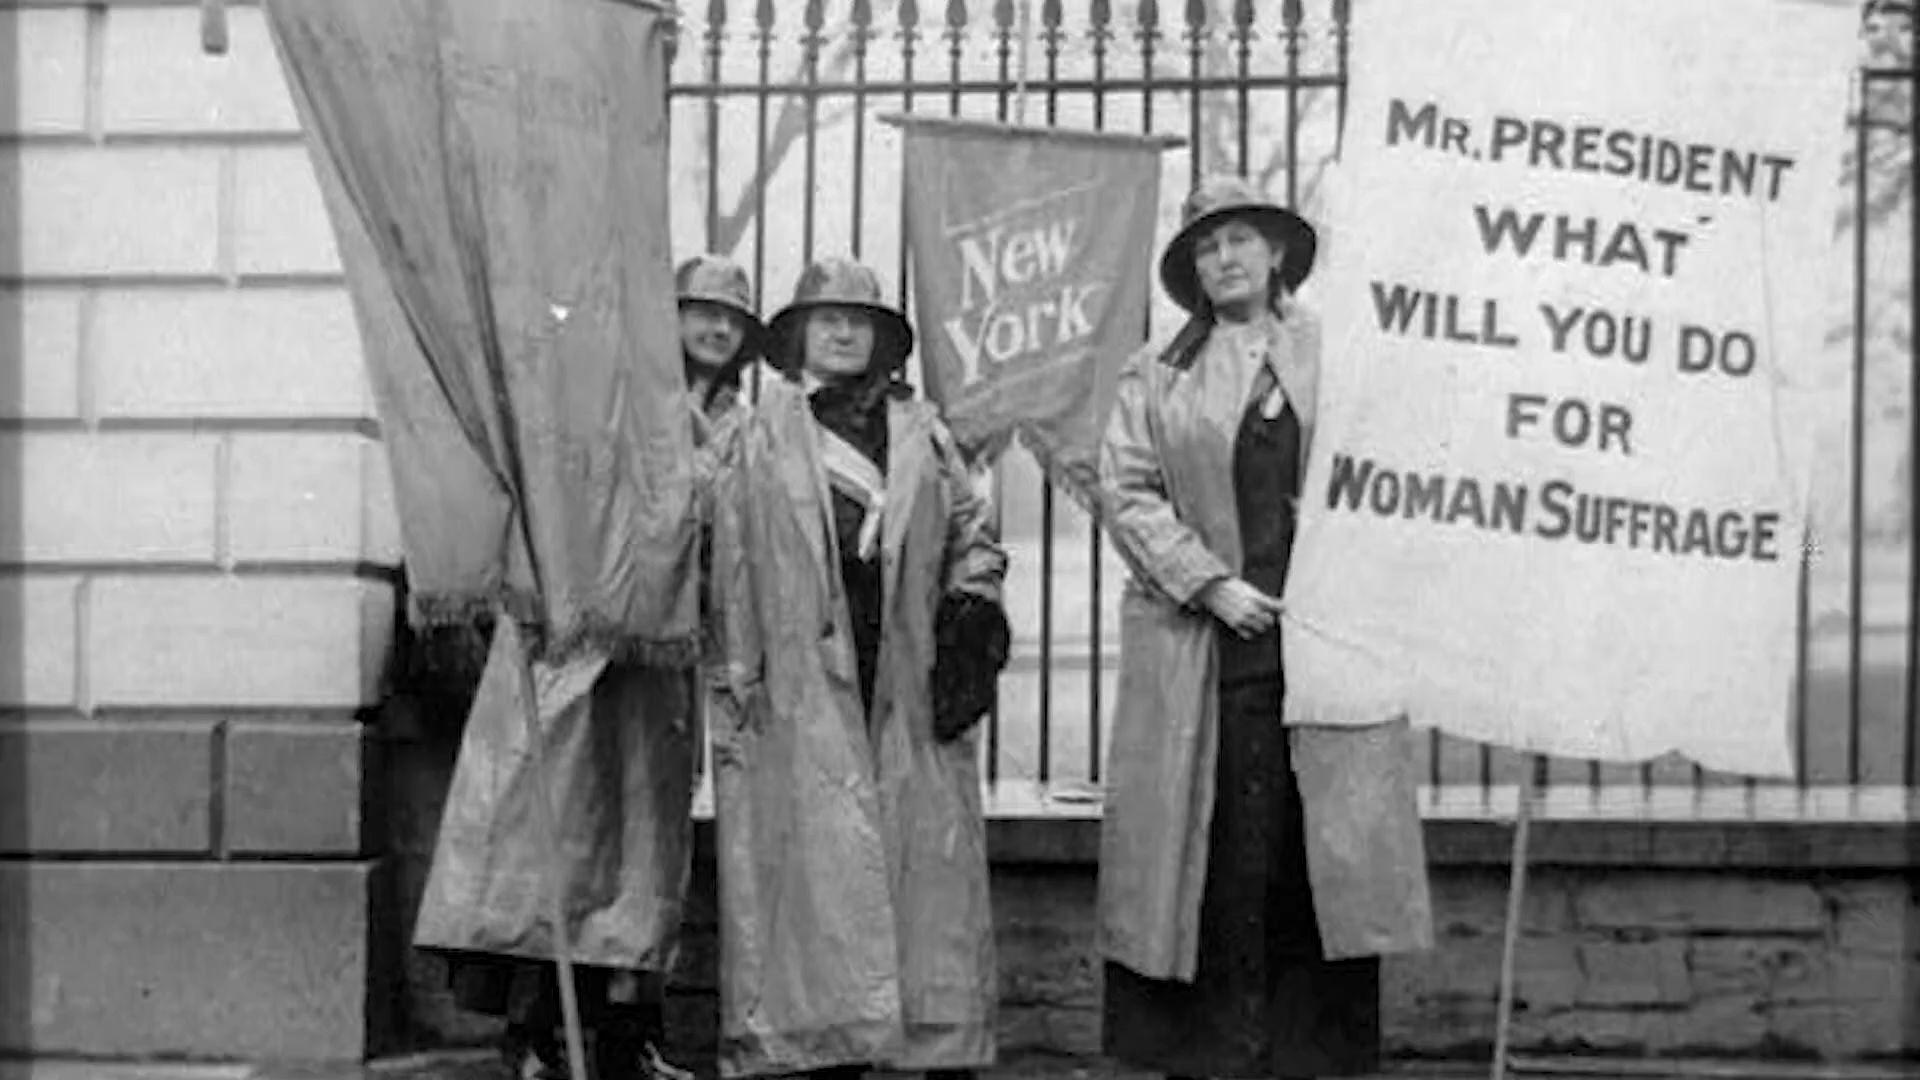 New
York
MR. PRESIDENT
WHAT
WILL YOU DO
FOR
WOMAN SUFFRAGE